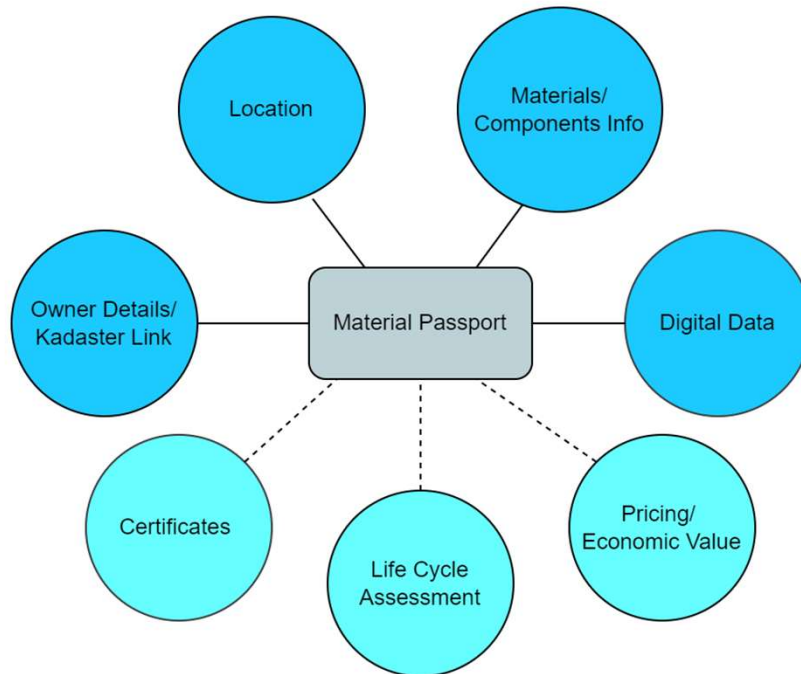 Location
Materials/
Components Info
Owner Details/
Kadaster Link
Material Passport
Digital Data
Certificates
Life Cycle
Assessment
Pricing/
Economic Value